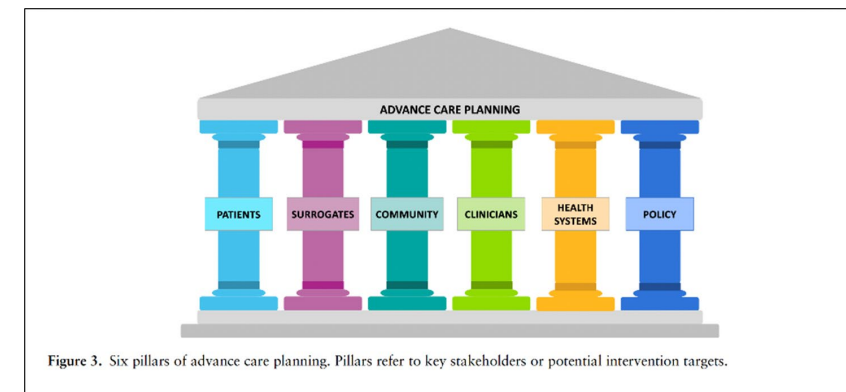 ADVANCE CARE PLANNING
PATIENTS
SURROGATES
COMMUNITY
CLINICIANS
HEALTH
SYSTEMS
POLICY
Figure 3. Six pillars of advance care planning. Pillars refer to key stakeholders or potential intervention targets.